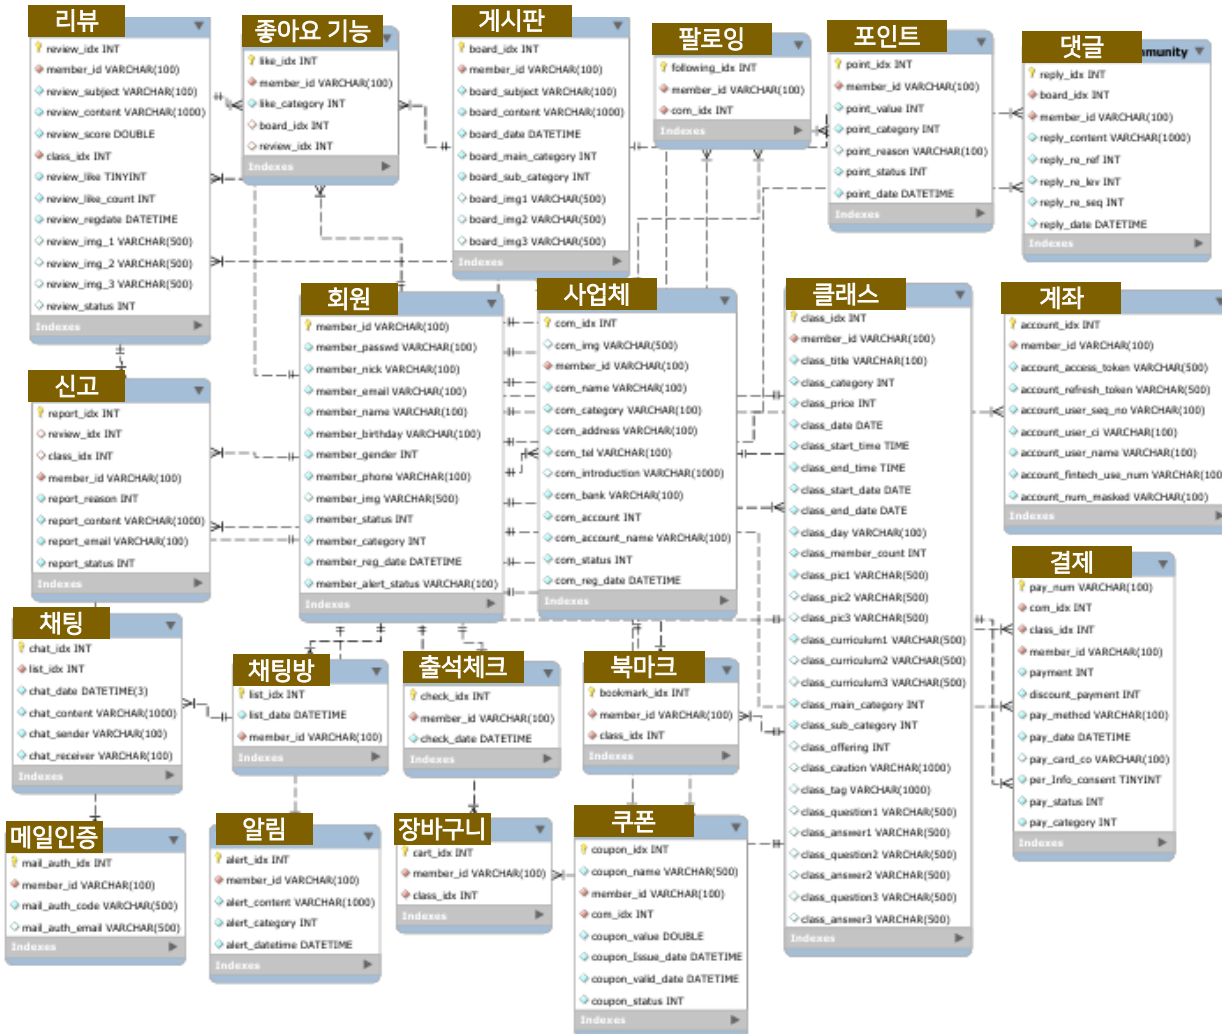 리뷰
review_idx INT
member_id VARCHAR(100)
review_subject VARCHAR(100)
review_content VARCHAR(1000)
review_score DOUBLE
class_idx INT
review_like TINYINT
review_like_count INT
review_regdate DATETIME
review_img_1 VARCHAR(500)
review_img_2 VARCHAR(500)
review_img_3 VARCHAR(500)
review_status INT
Indexes
좋아요 기능
like_idx INT
member_id VARCHAR(100)
like_category INT
board_idx INT
review_idx INT
Indexes
게시판
board_idx INT
member_id VARCHAR(100)
board_subject VARCHAR(100)
board_content VARCHAR(1000)
board_date DATETIME
board_main_category INT
board_sub_category INT
board_img1 VARCHAR(500)
board_img2 VARCHAR(500)
board_img3 VARCHAR(500)
Indexes
팔로잉
following_idx INT
member_id VARCHAR(100)
com_idx INT
Indexes
포인트
point_idx INT
member_id VARCHAR(100)
point_value INT
point_category INT
point_reason VARCHAR(100)
point_status INT
point_date DATETIME
Indexes
댓글 mmunity
reply_idx INT
board_idx INT
member_id VARCHAR(100)
reply_content VARCHAR(1000)
reply_re_ref INT
reply_re_lev INT
reply_re_seq INT
reply_date DATETIME
Indexes
회원
member_id VARCHAR(100)
member_passwd VARCHAR(100)
member_nick VARCHAR(100)
member_email VARCHAR(100)
member_name VARCHAR(100)
member_birthday VARCHAR(100)
member_gender INT
member_phone VARCHAR(100)
member_img VARCHAR(500)
member_status INT
member_category INT
member_reg_date DATETIME
member_alert_status VARCHAR(100)
Indexes
사업체
com_idx INT
com_img VARCHAR(500)
member_id VARCHAR(100)
com_name VARCHAR(100)
com_category VARCHAR(100)
com_address VARCHAR(100)
com_tel VARCHAR(100)
com_introduction VARCHAR(1000)
com_bank VARCHAR(100)
com_account INT
com_account_name VARCHAR(100)
com_status INT
com_reg_date DATETIME
Indexes
클래스
class_idx INT
member_id VARCHAR(100)
class_title VARCHAR(100)
class_category INT
class_price INT
class_date DATE
class_start_time TIME
class_end_time TIME
class_start_date DATE
class_end_date DATE
class_day VARCHAR(100)
class_member_count INT
class_pic1 VARCHAR(500)
class_pic2 VARCHAR(500)
class_pic3 VARCHAR(500)
class_curriculum1 VARCHAR(500)
class_curriculum2 VARCHAR(500)
class_curriculum3 VARCHAR(500)
class_main_category INT
class_sub_category INT
class_offering INT
class_caution VARCHAR(1000)
class_tag VARCHAR(1000)
class_question1 VARCHAR(500)
class_answer1 VARCHAR(500)
class_question2 VARCHAR(500)
class_answer2 VARCHAR(500)
class_question3 VARCHAR(500)
class_answer3 VARCHAR(500)
Indexes
계좌
account_idx INT
member_id VARCHAR(100)
account_access_token VARCHAR(500)
account_refresh_token VARCHAR(500)
account_user_seq_no VARCHAR(100)
account_user_ci VARCHAR(100)
account_user_name VARCHAR(100)
account_fintech_use_num VARCHAR(100
account_num_masked VARCHAR(100)
Indexes
신고
report_idx INT
review_idx INT
class_idx INT
member_id VARCHAR(100)
report_reason INT
report_content VARCHAR(1000)
report_email VARCHAR(100)
report_status INT
Indexes
결제
pay_num VARCHAR(100)
com_idx INT
class_idx INT
member_id VARCHAR(100)
payment INT
discount_payment INT
pay_method VARCHAR(100)
pay_date DATETIME
pay_card_co VARCHAR(100)
per_Info_consent TINYINT
pay_status INT
pay_category INT
Indexes
채팅
chat_idx INT
list_idx INT
chat_date DATETIME(3)
chat_content VARCHAR(1000)
chat_sender VARCHAR(100)
chat_receiver VARCHAR(100)
Indexes
채팅방
list_idx INT
list_date DATETIME
member_id VARCHAR(100)
Indexes
출석체크
check_idx INT
member_id VARCHAR(100)
check_date DATETIME
Indexes
북마크
bookmark_idx INT
member_id VARCHAR(100)
class_idx INT
Indexes
메일인증
mail_auth_idx INT
member_id VARCHAR(100)
mail_auth_code VARCHAR(500)
mail_auth_email VARCHAR(500)
Indexes
알림
alert_idx INT
member_id VARCHAR(100)
alert_content VARCHAR(1000)
alert_category INT
alert_datetime DATETIME
Indexes
장바구니
cart_idx INT
member_id VARCHAR(100)
class_idx INT
Indexes
쿠폰
coupon_idx INT
coupon_name VARCHAR(500)
member_id VARCHAR(100)
com_idx INT
coupon_value DOUBLE
coupon_Issue_date DATETIME
coupon_valid_date DATETIME
coupon_status INT
Indexes